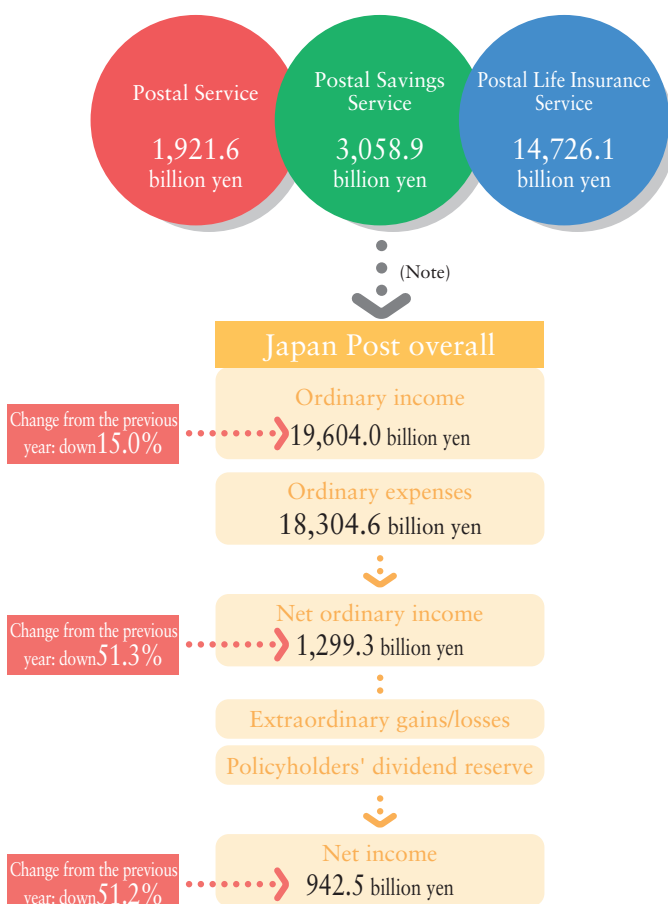 Postal Service
1,921.6
billion yen
Postal Savings
Service
3,058.9
billion yen
Postal Life Insurance
Service
14,726.1
billion yen
(Note)
Japan Post overall
Ordinary income
19,604.0 billion yen
Change from the previous
year: down15.0%
Ordinary expenses
18,304.6 billion yen
Net ordinary income
1,299.3 billion yen
Change from the previous
year: down51.3%
Extraordinary gains/losses
Policyholders' dividend reserve
Net income
942.5 billion yen
Change from the previous
year: down51.2%